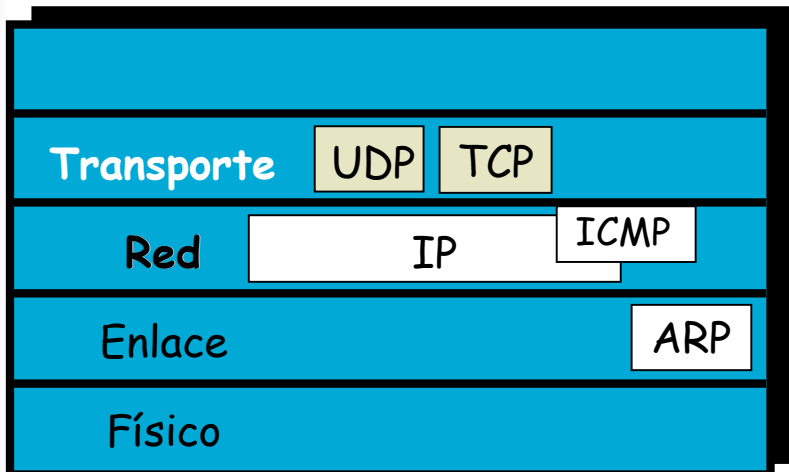 Transporte UDP TCP
Red IP ICMP
Enlace ARP
Físico